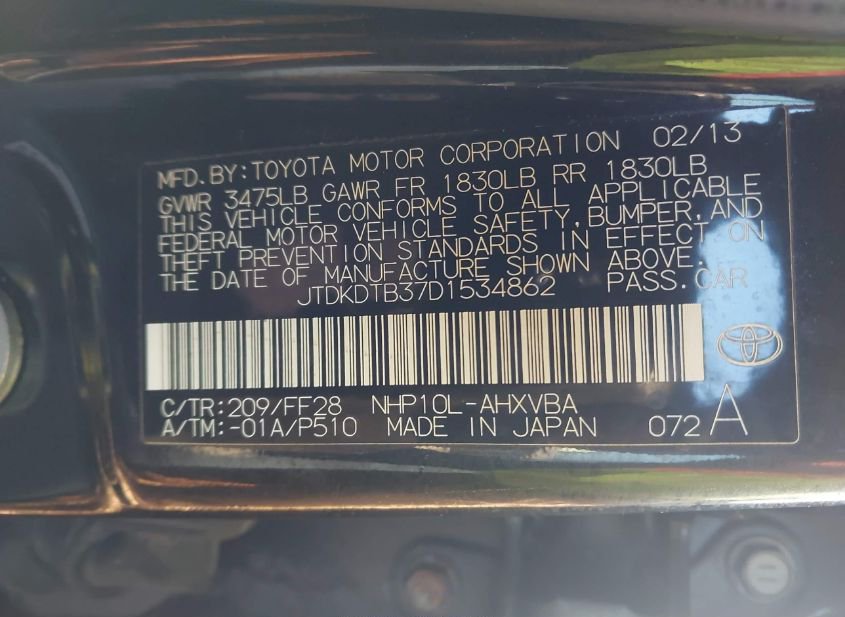 MFD.BY:TOYOTA MOTOR CORPORATION 02/13
GVWR 3475LB GAWR FR 1830LB RR 1830LB
THIS VEHICLE CONFORMS TO ALL APPLICABLE
FEDERAL MOTOR VEHICLE SAFETY,BUMPER,AND
THEFT PREVENTION STANDARDS IN EFFECT ON
THE DATE OF MANUFACTURE SHOWN ABOVE.
JTDKDTB37D1534862 PASS.CAR
C/TR:209/FF28 NHP10L-AHXVBA
A/TM:-01A/P510 MADE IN JAPAN 072 A